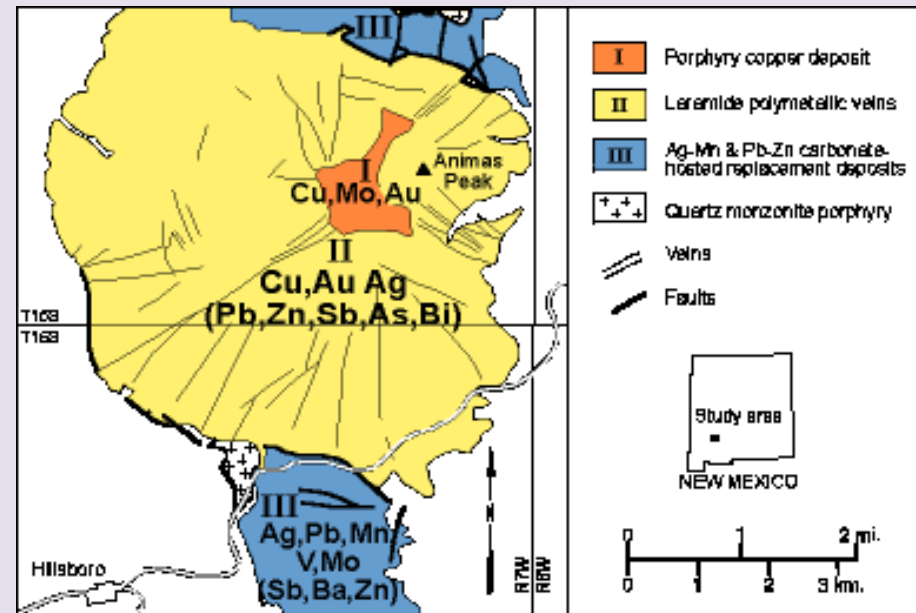 III
I
Cu,Mo,Au
Animas
Peak
II
Cu,Au Ag
(Pb,Zn,Sb,As,Bi)
T15S
T16S
III
Ag,Pb,Mn
V,Mo
(Sb,Ba,Zn)
Hillsboro
N
R7W
R6W
I Porphyry copper deposit
II Laramide polymetallic veins
III Ag-Mn & Pb-Zn carbonate-
hosted replacement deposits
Quartz monzonite porphyry
Veins
Faults
Study area
NEW MEXICO
0 1 2 mi.
0 1 2 3 km.